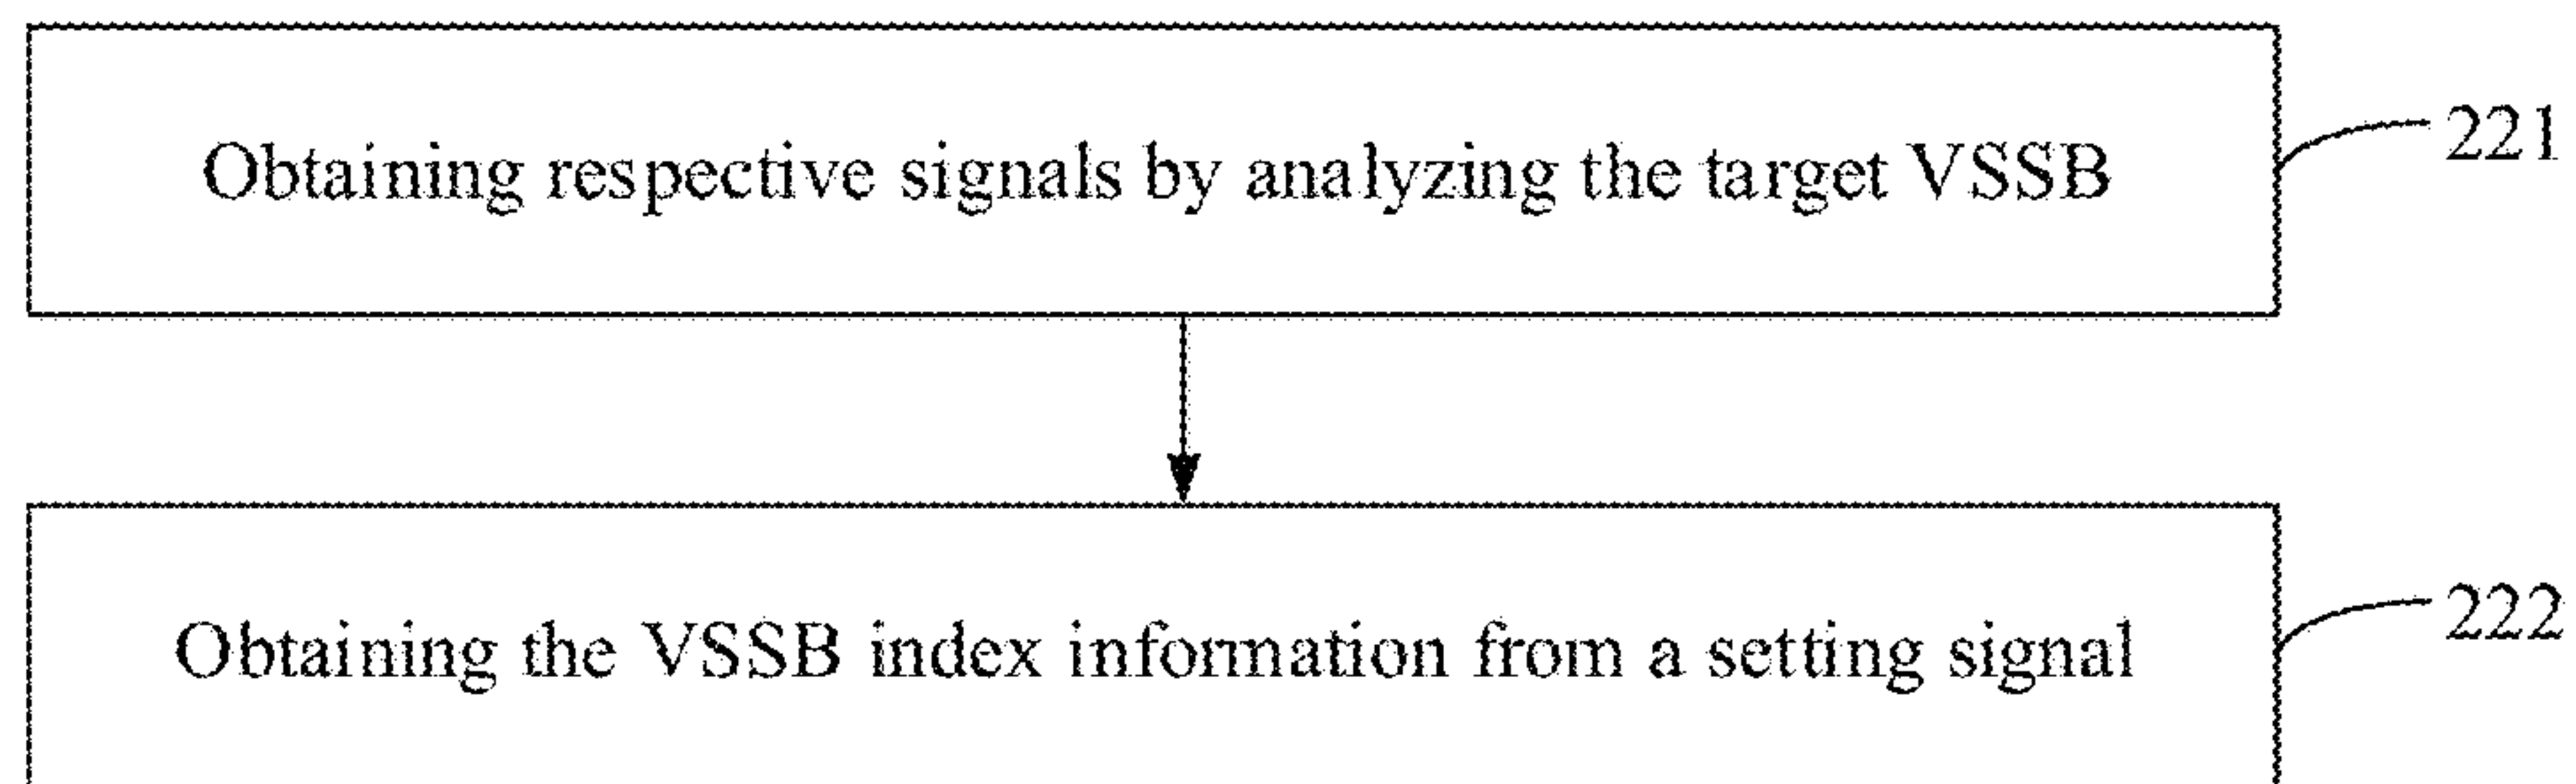 Obtaining respective signals by analyzing the target VSSB
221
Obtaining the VSSB index information from a setting signal
222